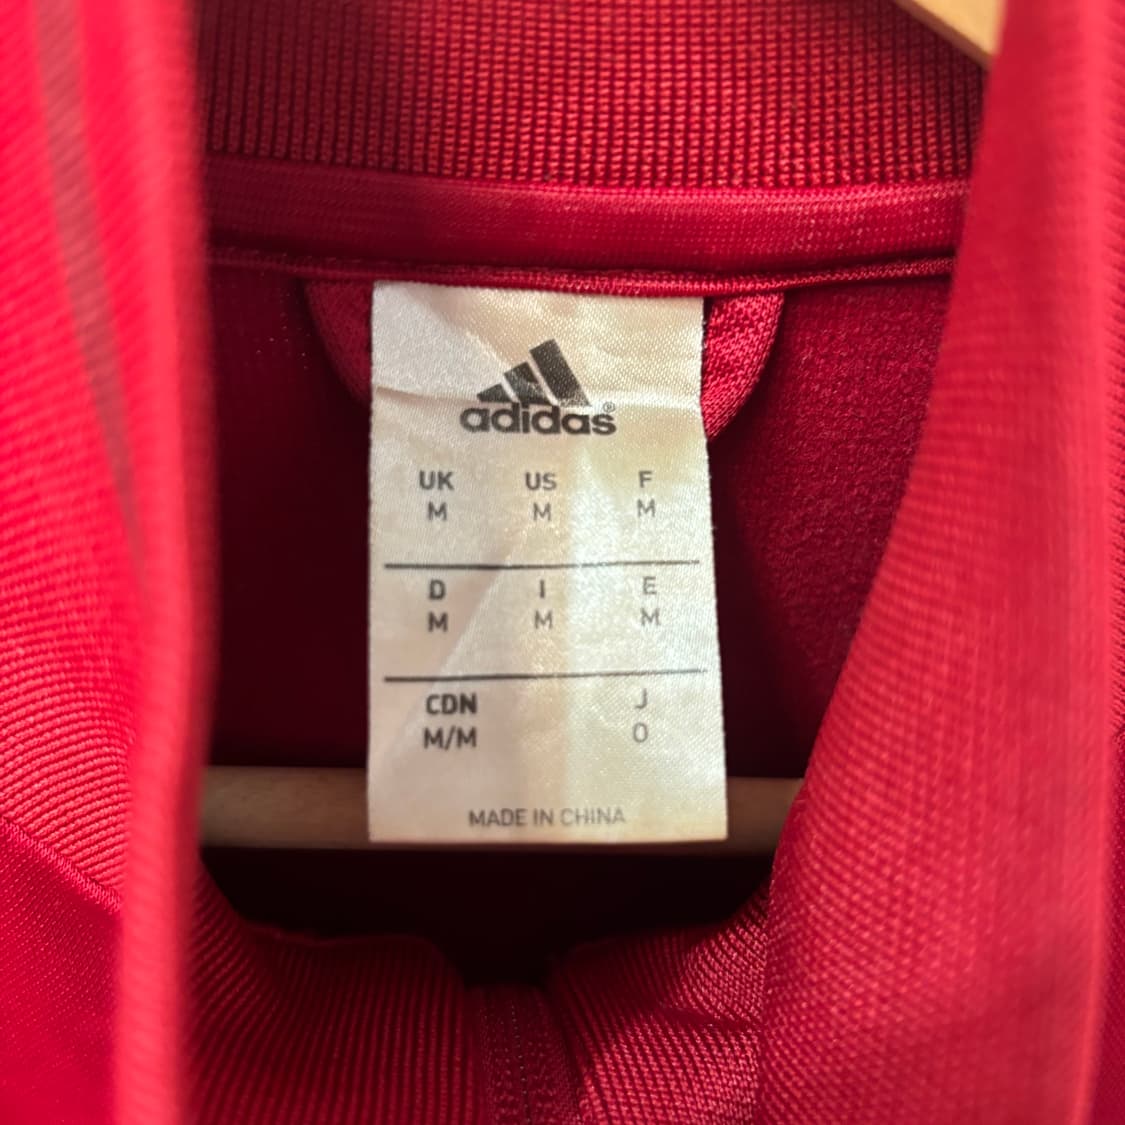 adidas®
UK US F
M M M
D I E
M M M
CDN J
M/M O
MADE IN CHINA